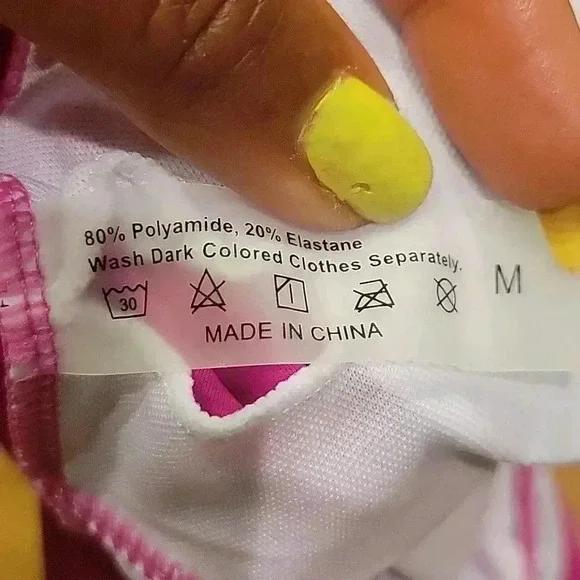 80% Polyamide, 20% Elastane
Wash Dark Colored Clothes Separately.
30
M
MADE IN CHINA